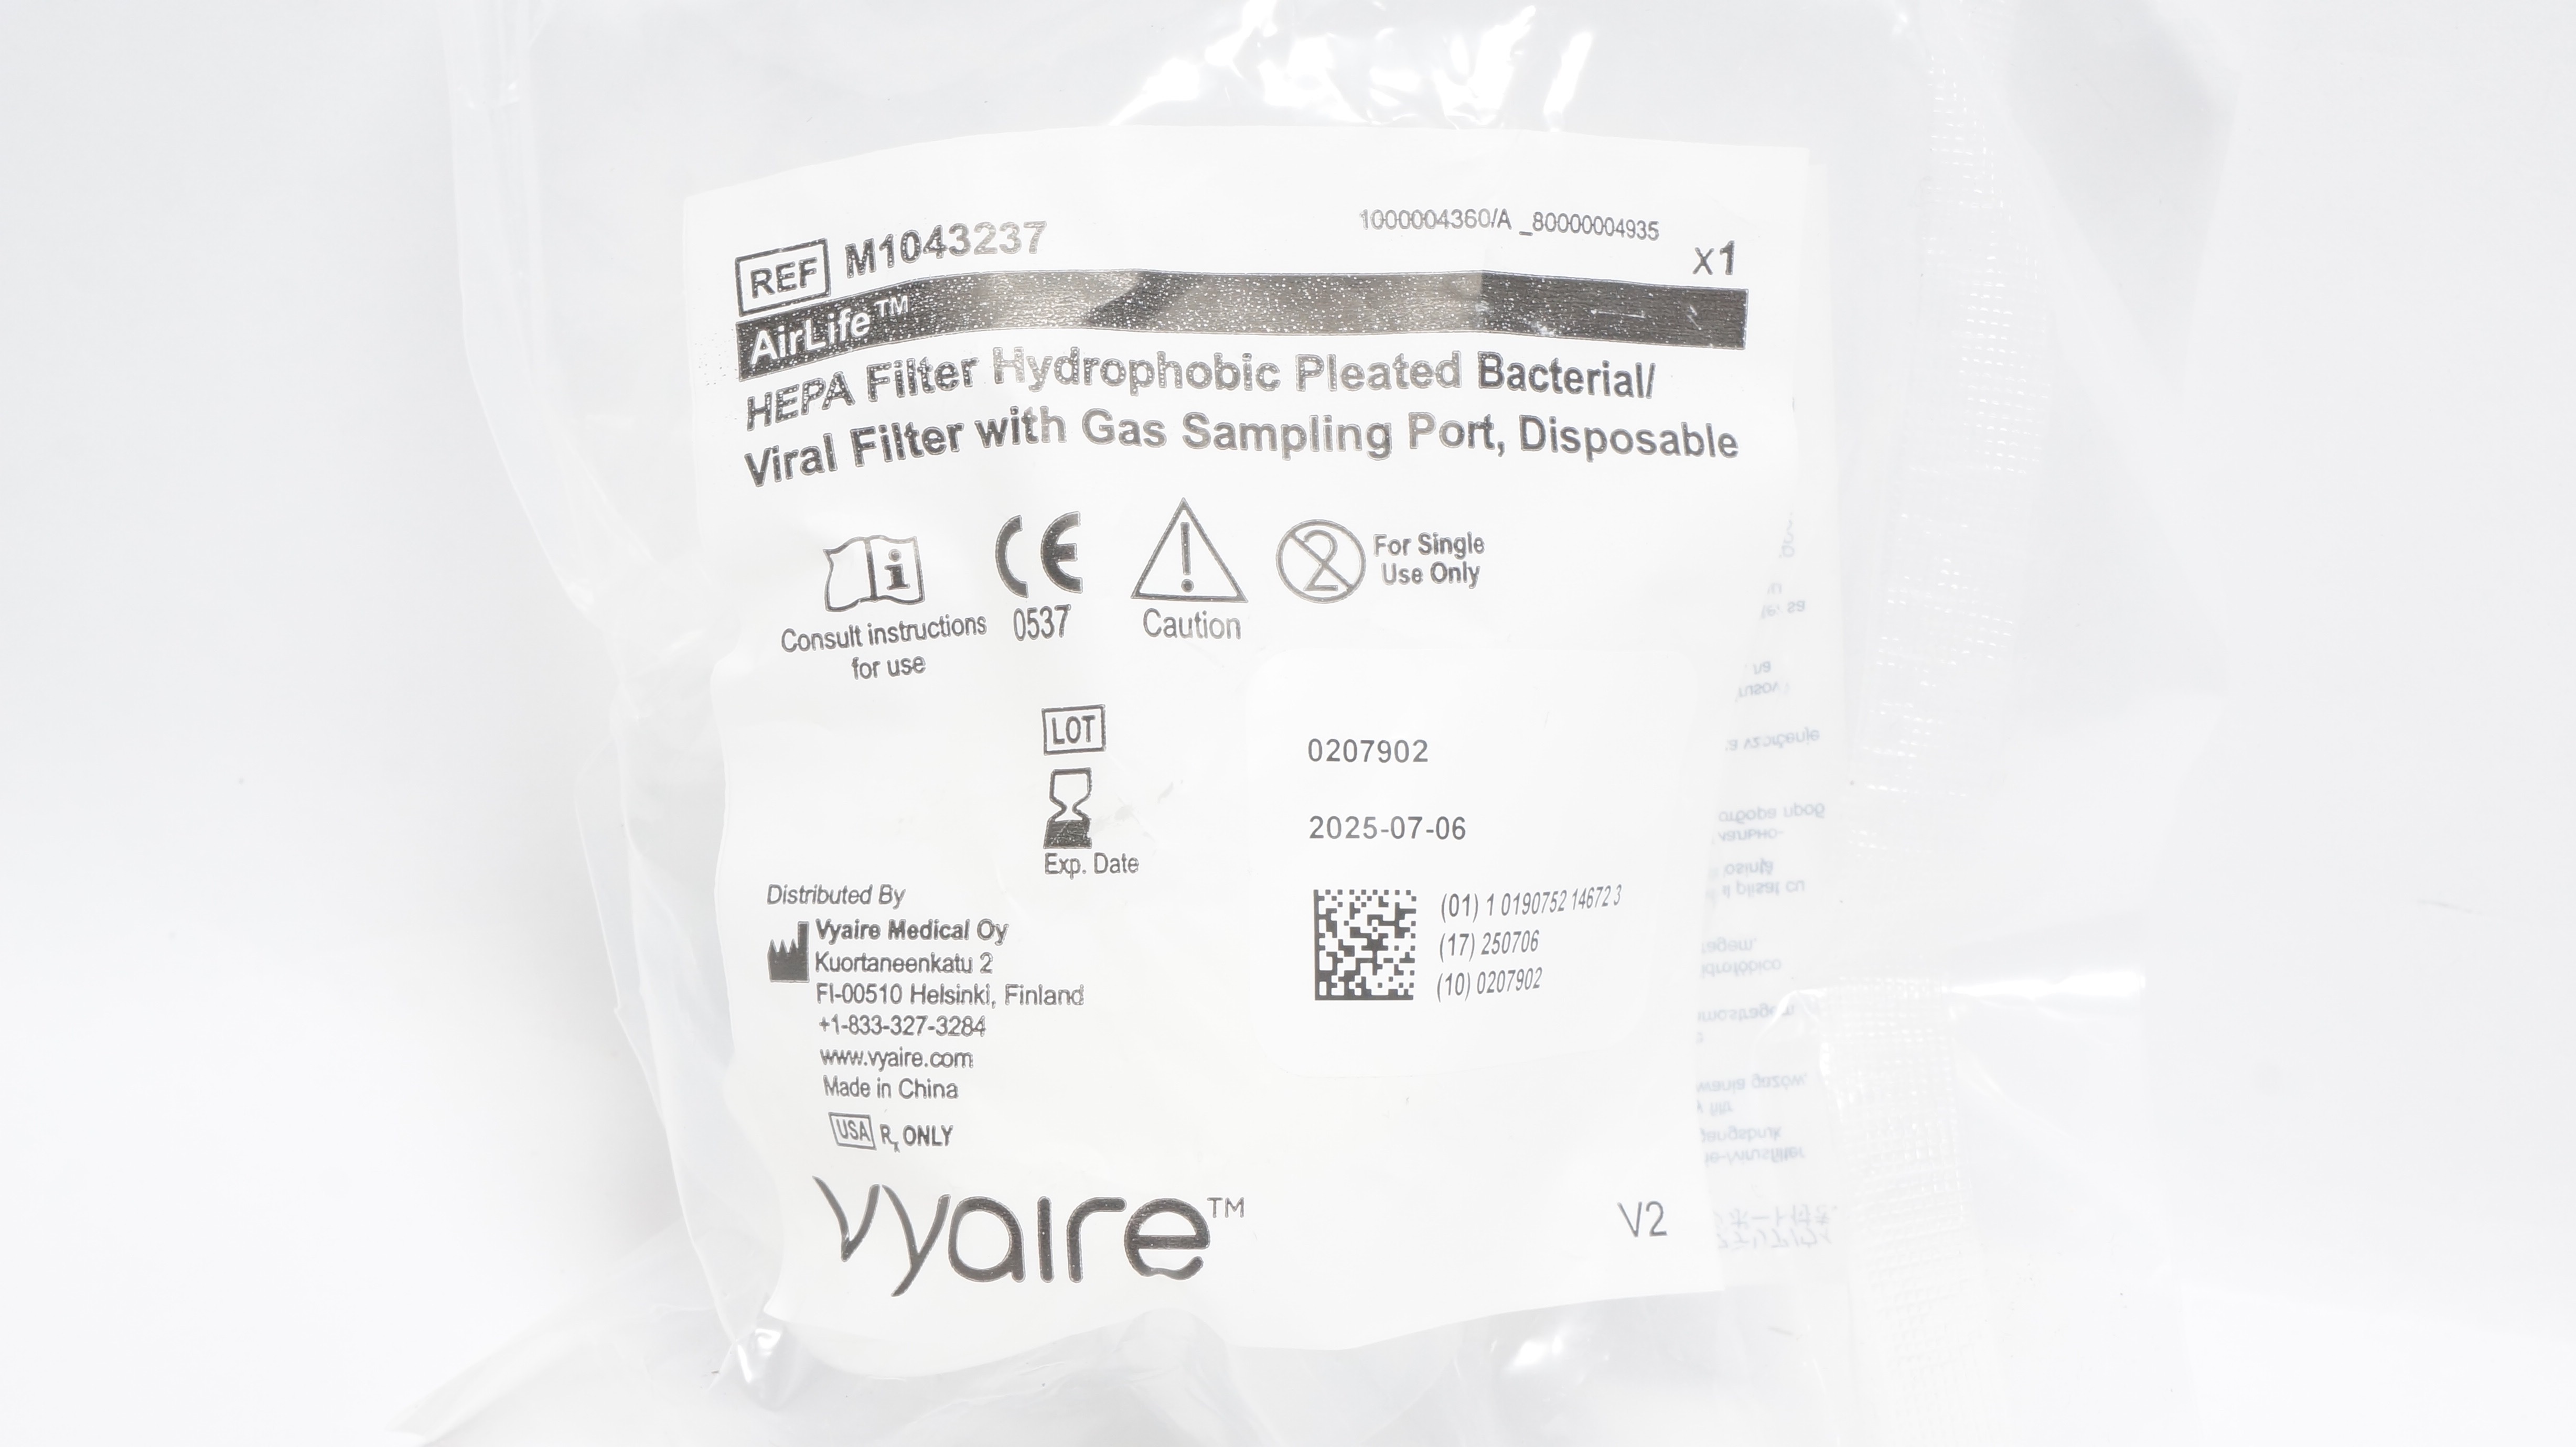 REF M1043237
1000004360/A _80000004935
x1
AirLife™
HEPA Filter Hydrophobic Pleated Bacterial/
Viral Filter with Gas Sampling Port, Disposable
CE
0537
Consult instructions
for use
Caution
2
For Single
Use Only
LOT
0207902
2025-07-06
Exp. Date
(01) 1 0190752 14672 3
(17) 250706
(10) 0207902
Distributed By
Vyaire Medical Oy
Kuortaneenkatu 2
FI-00510 Helsinki, Finland
+1-833-327-3284
www.vyaire.com
Made in China
USA Rx ONLY
vyaire™
V2